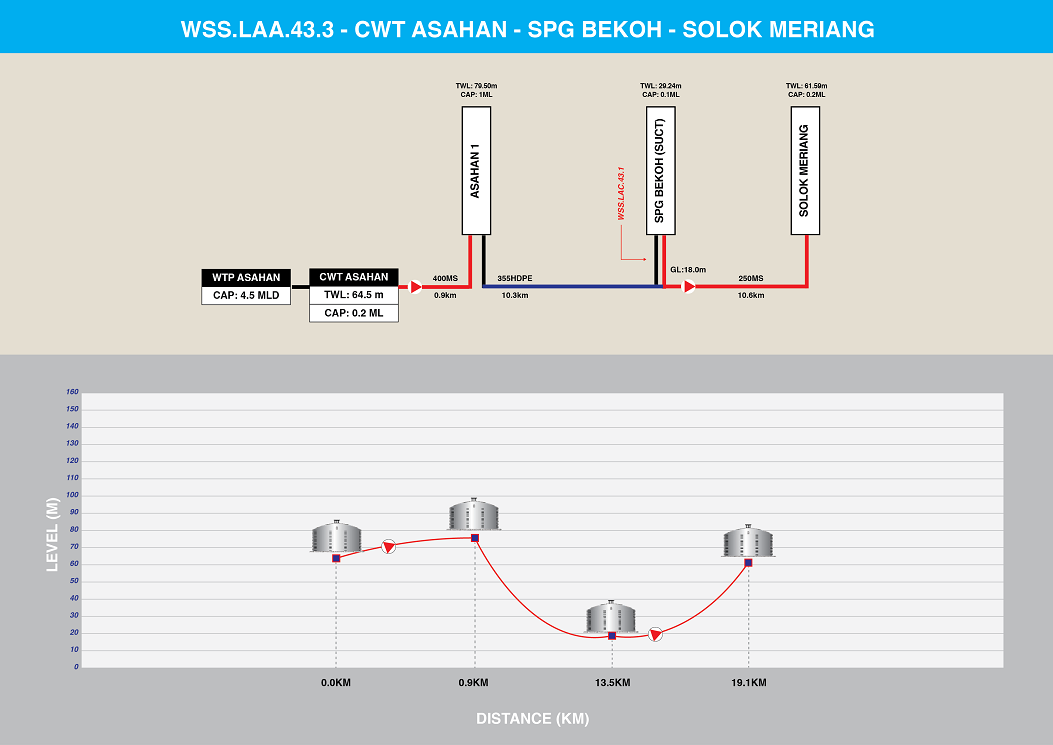 WSS.LAA.43.3 - CWT ASAHAN - SPG BEKOH - SOLOK MERIANG
TWL: 79.50m
CAP: 1ML
TWL: 29.24m
CAP: 0.1ML
TWL: 61.59m
CAP: 0.2ML
ASAHAN 1
SPG BEKOH (SUCT)
SOLOK MERIANG
WSS.LAC.43.1
GL:18.0m
WTP ASAHAN
CAP: 4.5 MLD
CWT ASAHAN
TWL: 64.5 m
CAP: 0.2 ML
400MS
0.9km
355HDPE
10.3km
250MS
10.6km
LEVEL (M)
160
150
140
130
120
110
100
90
80
70
60
50
40
30
20
10
0
0.0KM
0.9KM
13.5KM
19.1KM
DISTANCE (KM)